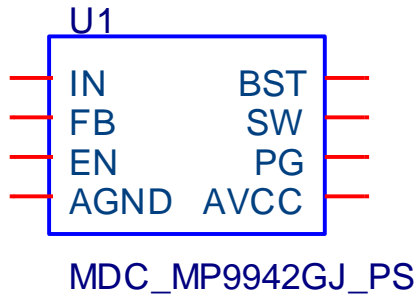 U1
IN BST
FB SW
EN PG
AGND AVCC
MDC_MP9942GJ_PS